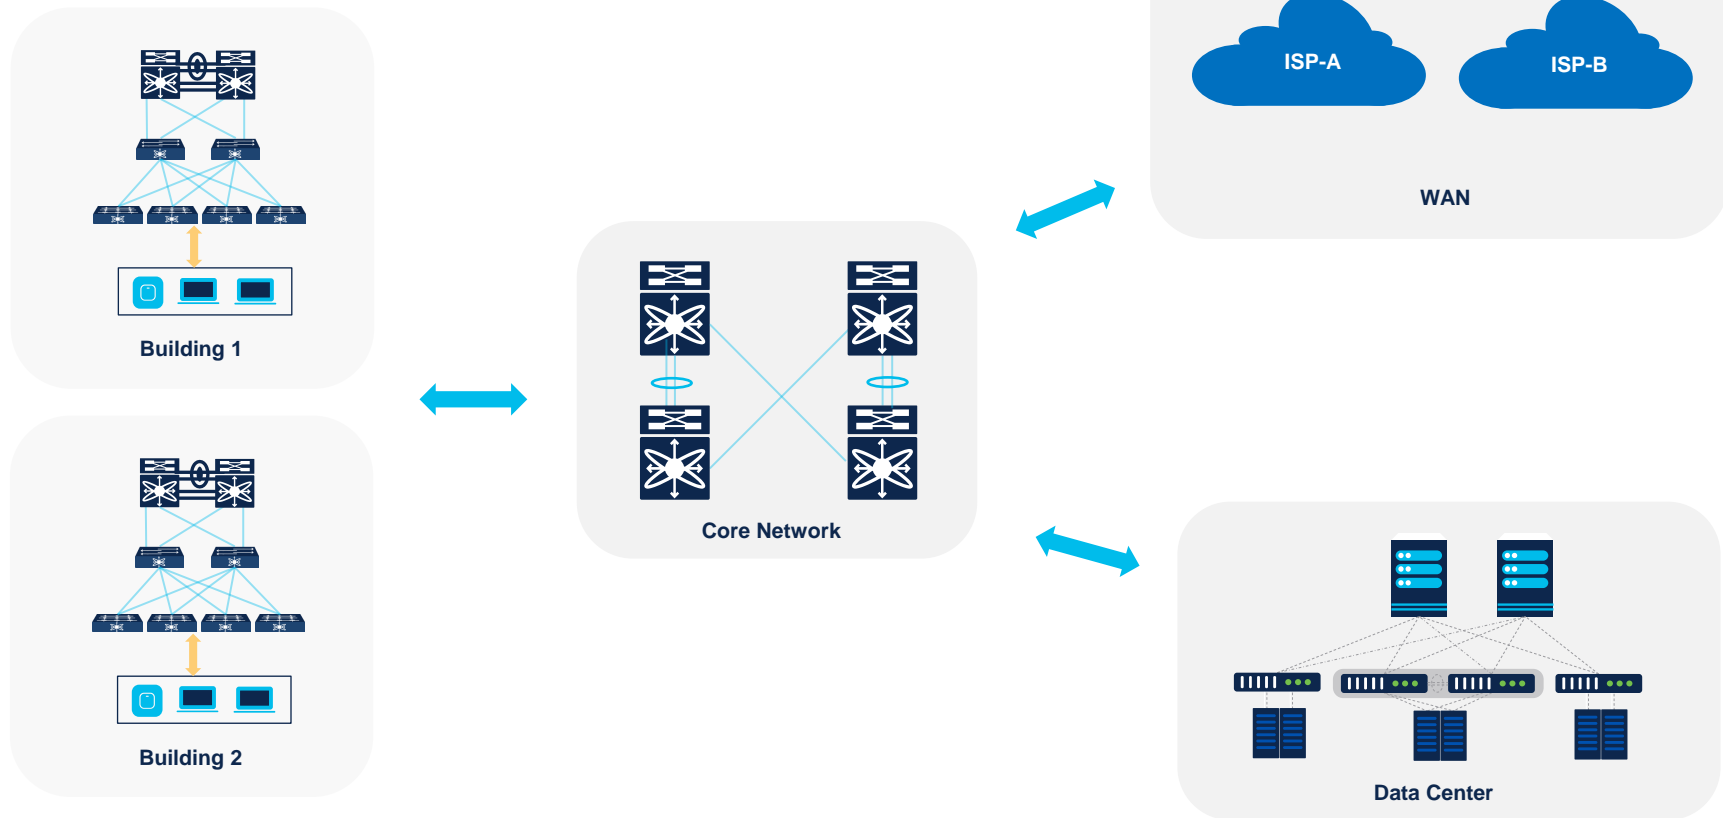 Building 1
Building 2
Core Network
ISP-A
ISP-B
WAN
Data Center